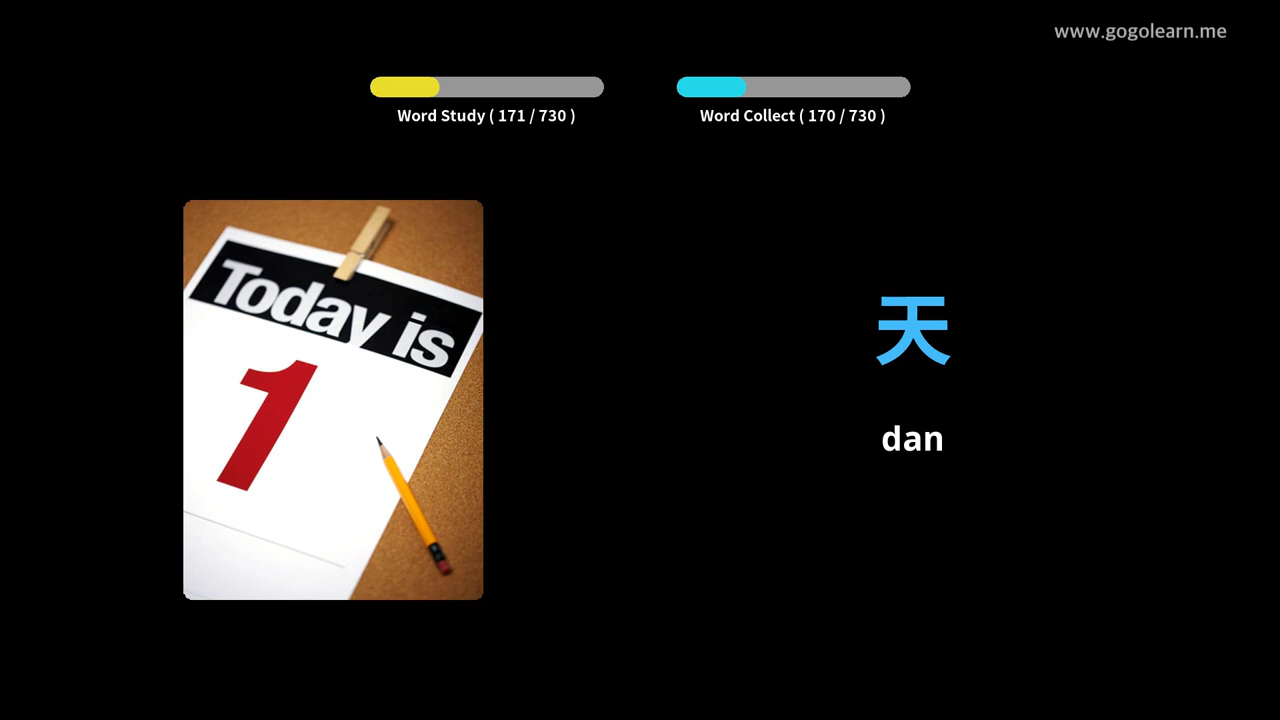 www.gogolearn.me
Word Study ( 171 / 730 )
Word Collect ( 170 / 730 )
Today is
1
天
dan